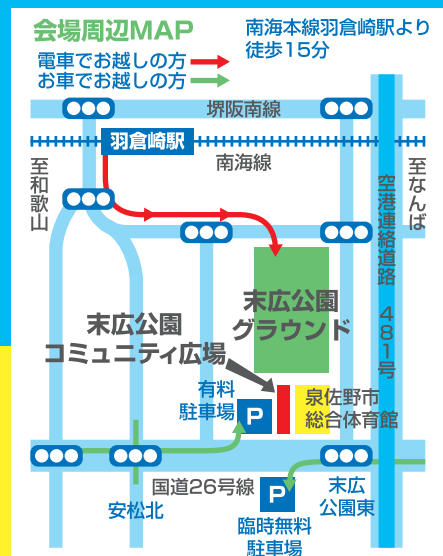 会場周辺MAP
南海本線羽倉崎駅より
徒歩15分
電車でお越しの方
お車でお越しの方
堺阪南線
羽倉崎駅
南海線
至和歌山
至なんば
空港連絡道路 481号
末広公園
グラウンド
末広公園
コミュニティ広場
有料
駐車場
P
泉佐野市
総合体育館
国道26号線
安松北
P
臨時無料
駐車場
末広
公園東